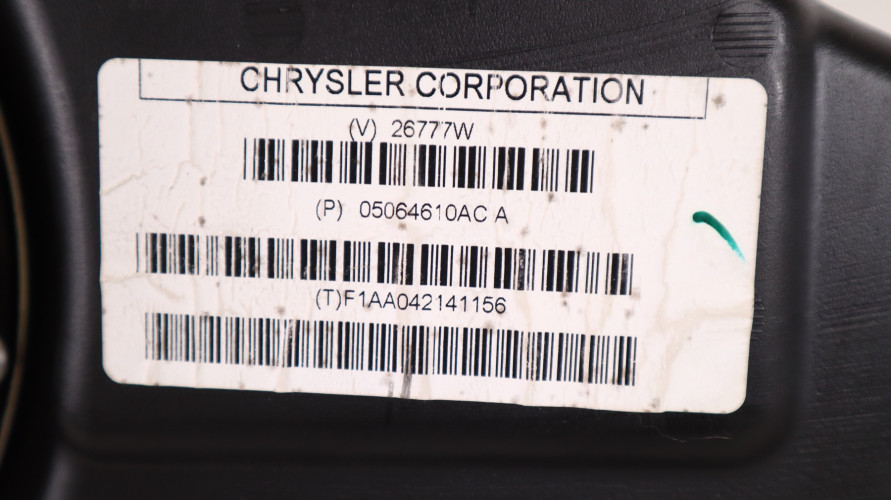 CHRYSLER CORPORATION
(V) 26777W
(P) 05064610AC A
(T)F1AA042141156